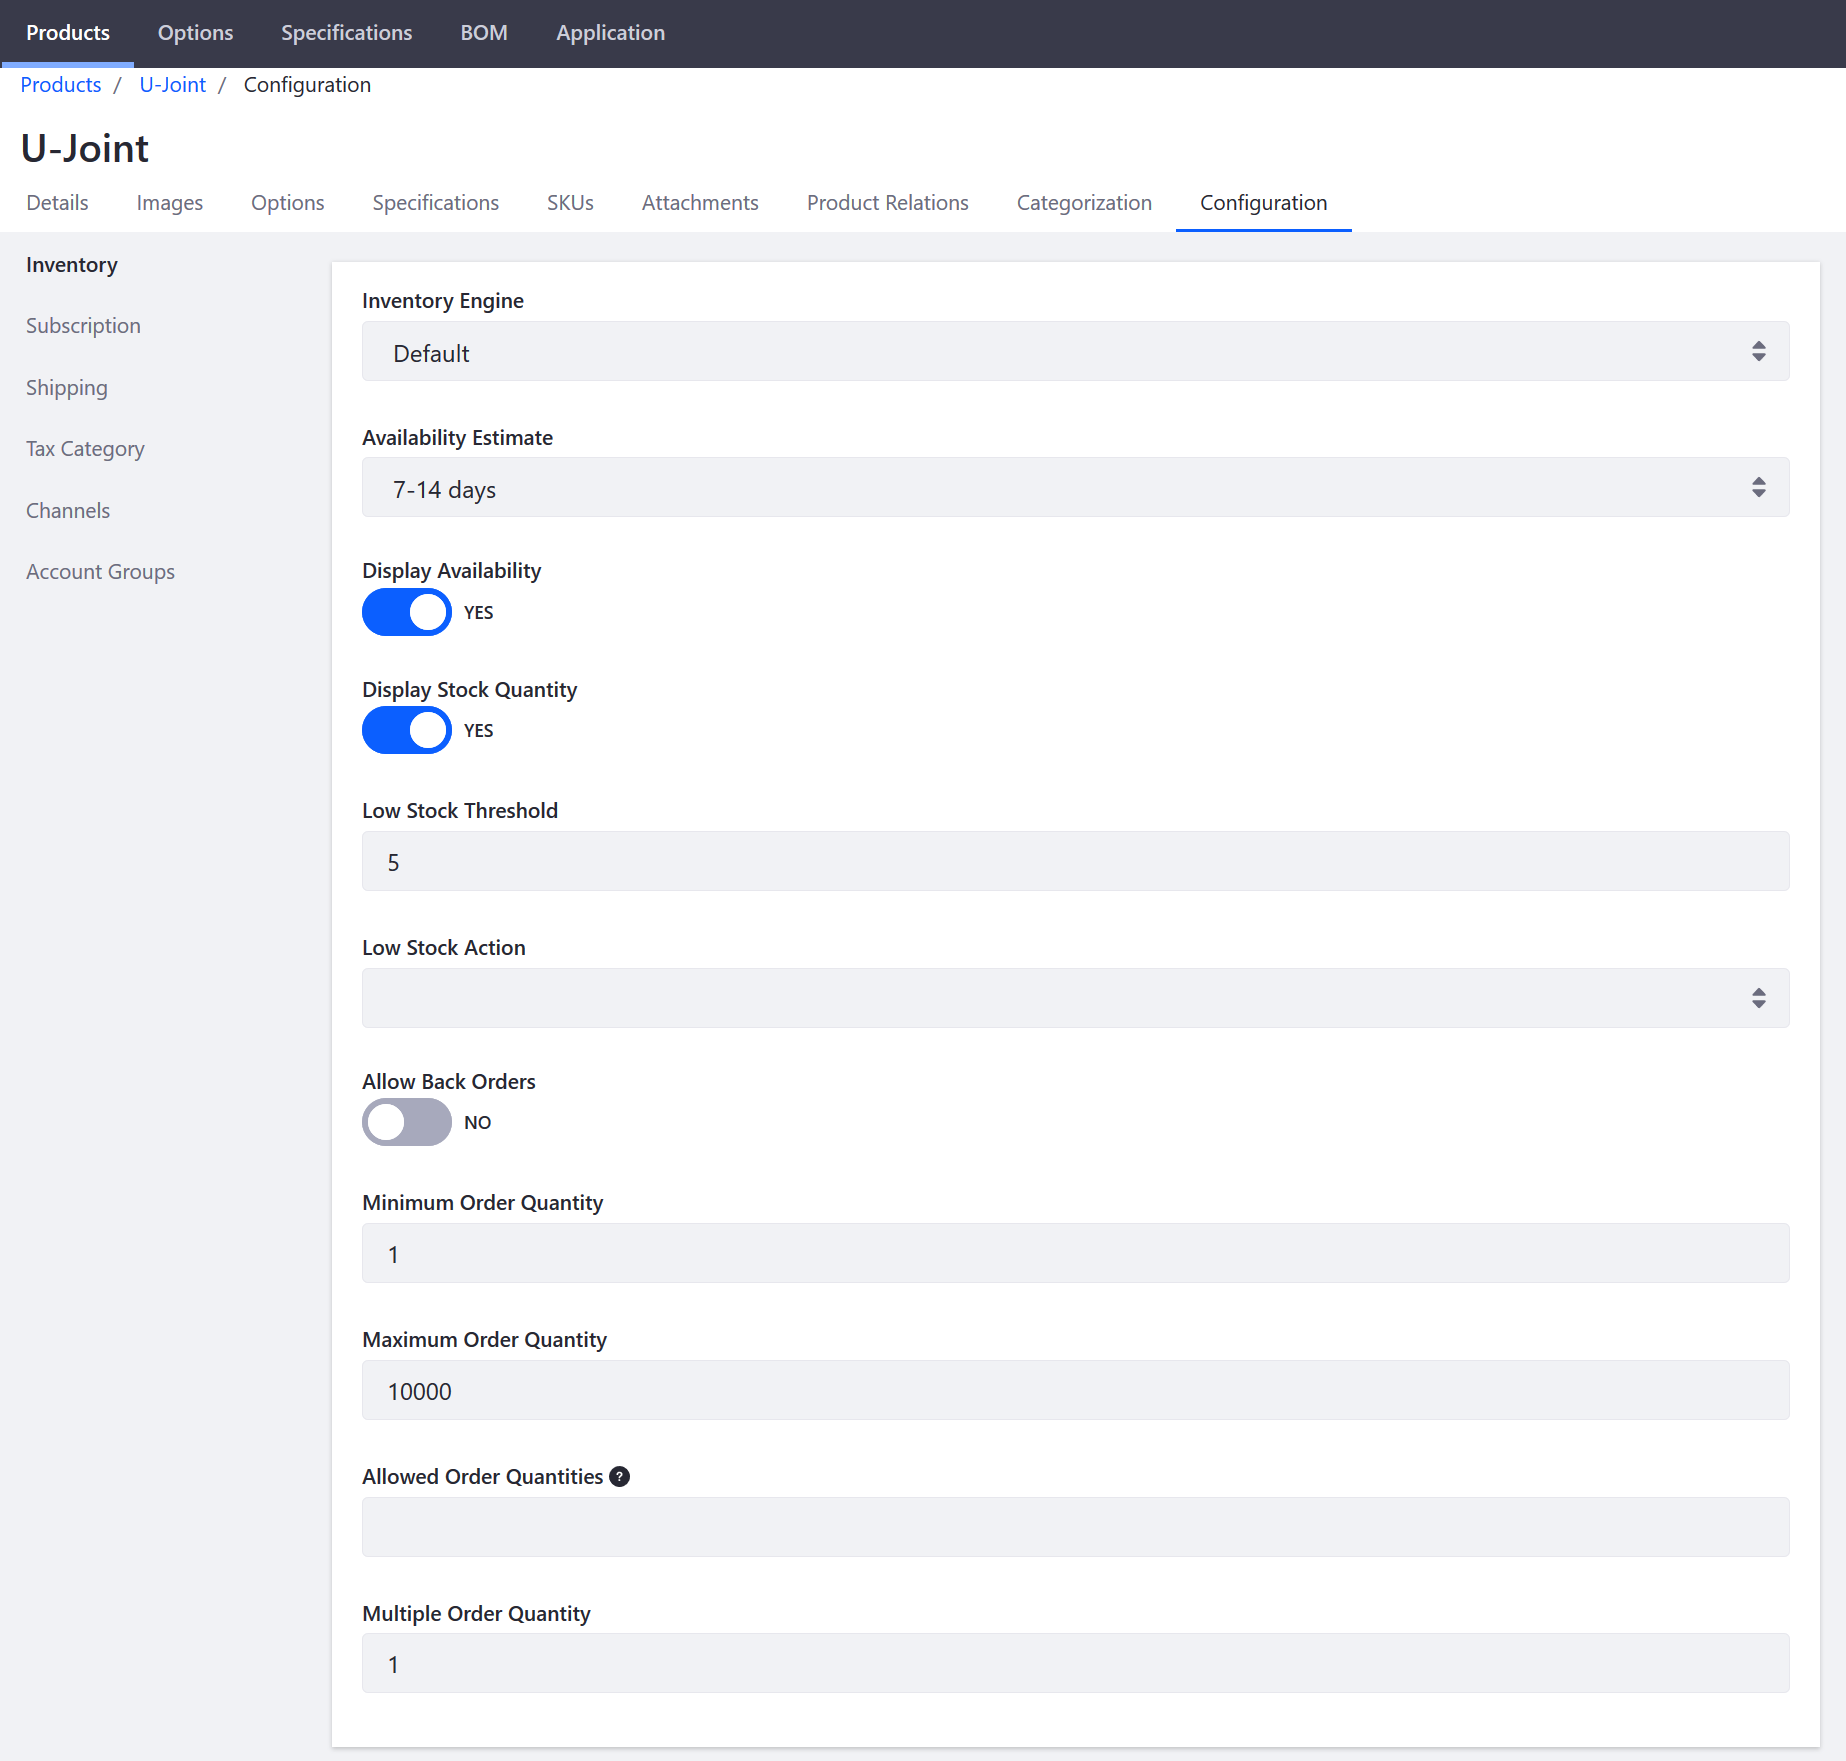 Products Options Specifications BOM Application
Products / U-Joint / Configuration
U-Joint
Details Images Options Specifications SKUs Attachments Product Relations Categorization Configuration
Inventory
Subscription
Shipping
Tax Category
Channels
Account Groups
Inventory Engine
Default
Availability Estimate
7-14 days
Display Availability
YES
Display Stock Quantity
YES
Low Stock Threshold
5
Low Stock Action
Allow Back Orders
NO
Minimum Order Quantity
1
Maximum Order Quantity
10000
Allowed Order Quantities ?
Multiple Order Quantity
1